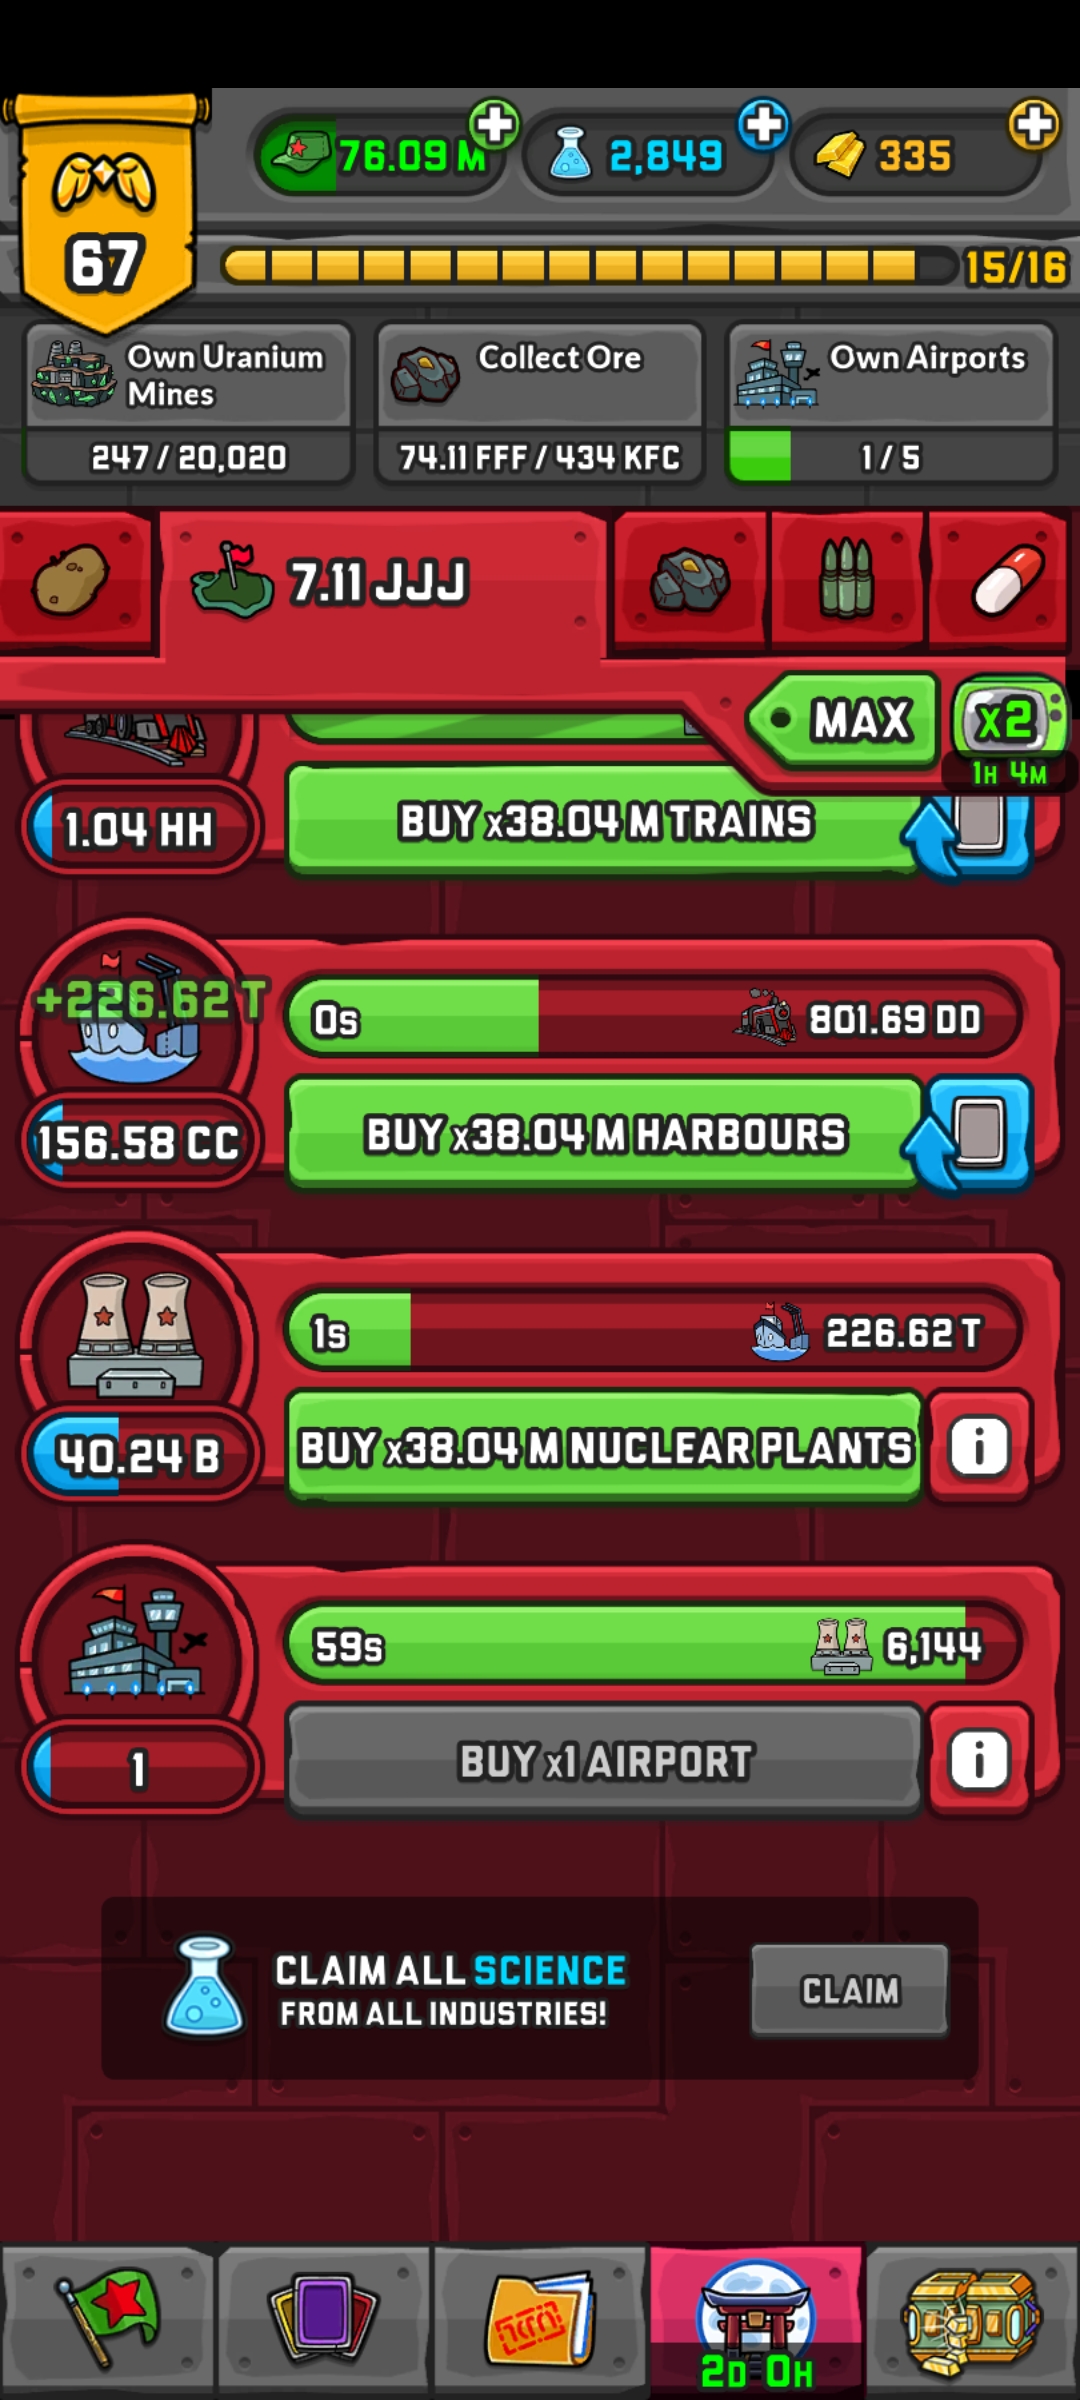 76.09 M
2,849
335
67
15/16
Own Uranium
Mines
247 / 20,020
Collect Ore
74.11 FFF / 434 KFC
Own Airports
1 / 5
7.11 JJJ
MAX
x2
1H 4M
1.04 HH
BUY x38.04 M TRAINS
+226.62 T
0s
801.69 DD
156.58 CC
BUY x38.04 M HARBOURS
1s
226.62 T
40.24 B
BUY x38.04 M NUCLEAR PLANTS
i
59s
6,144
1
BUY x1 AIRPORT
i
CLAIM ALL SCIENCE
FROM ALL INDUSTRIES!
CLAIM
2D 0H